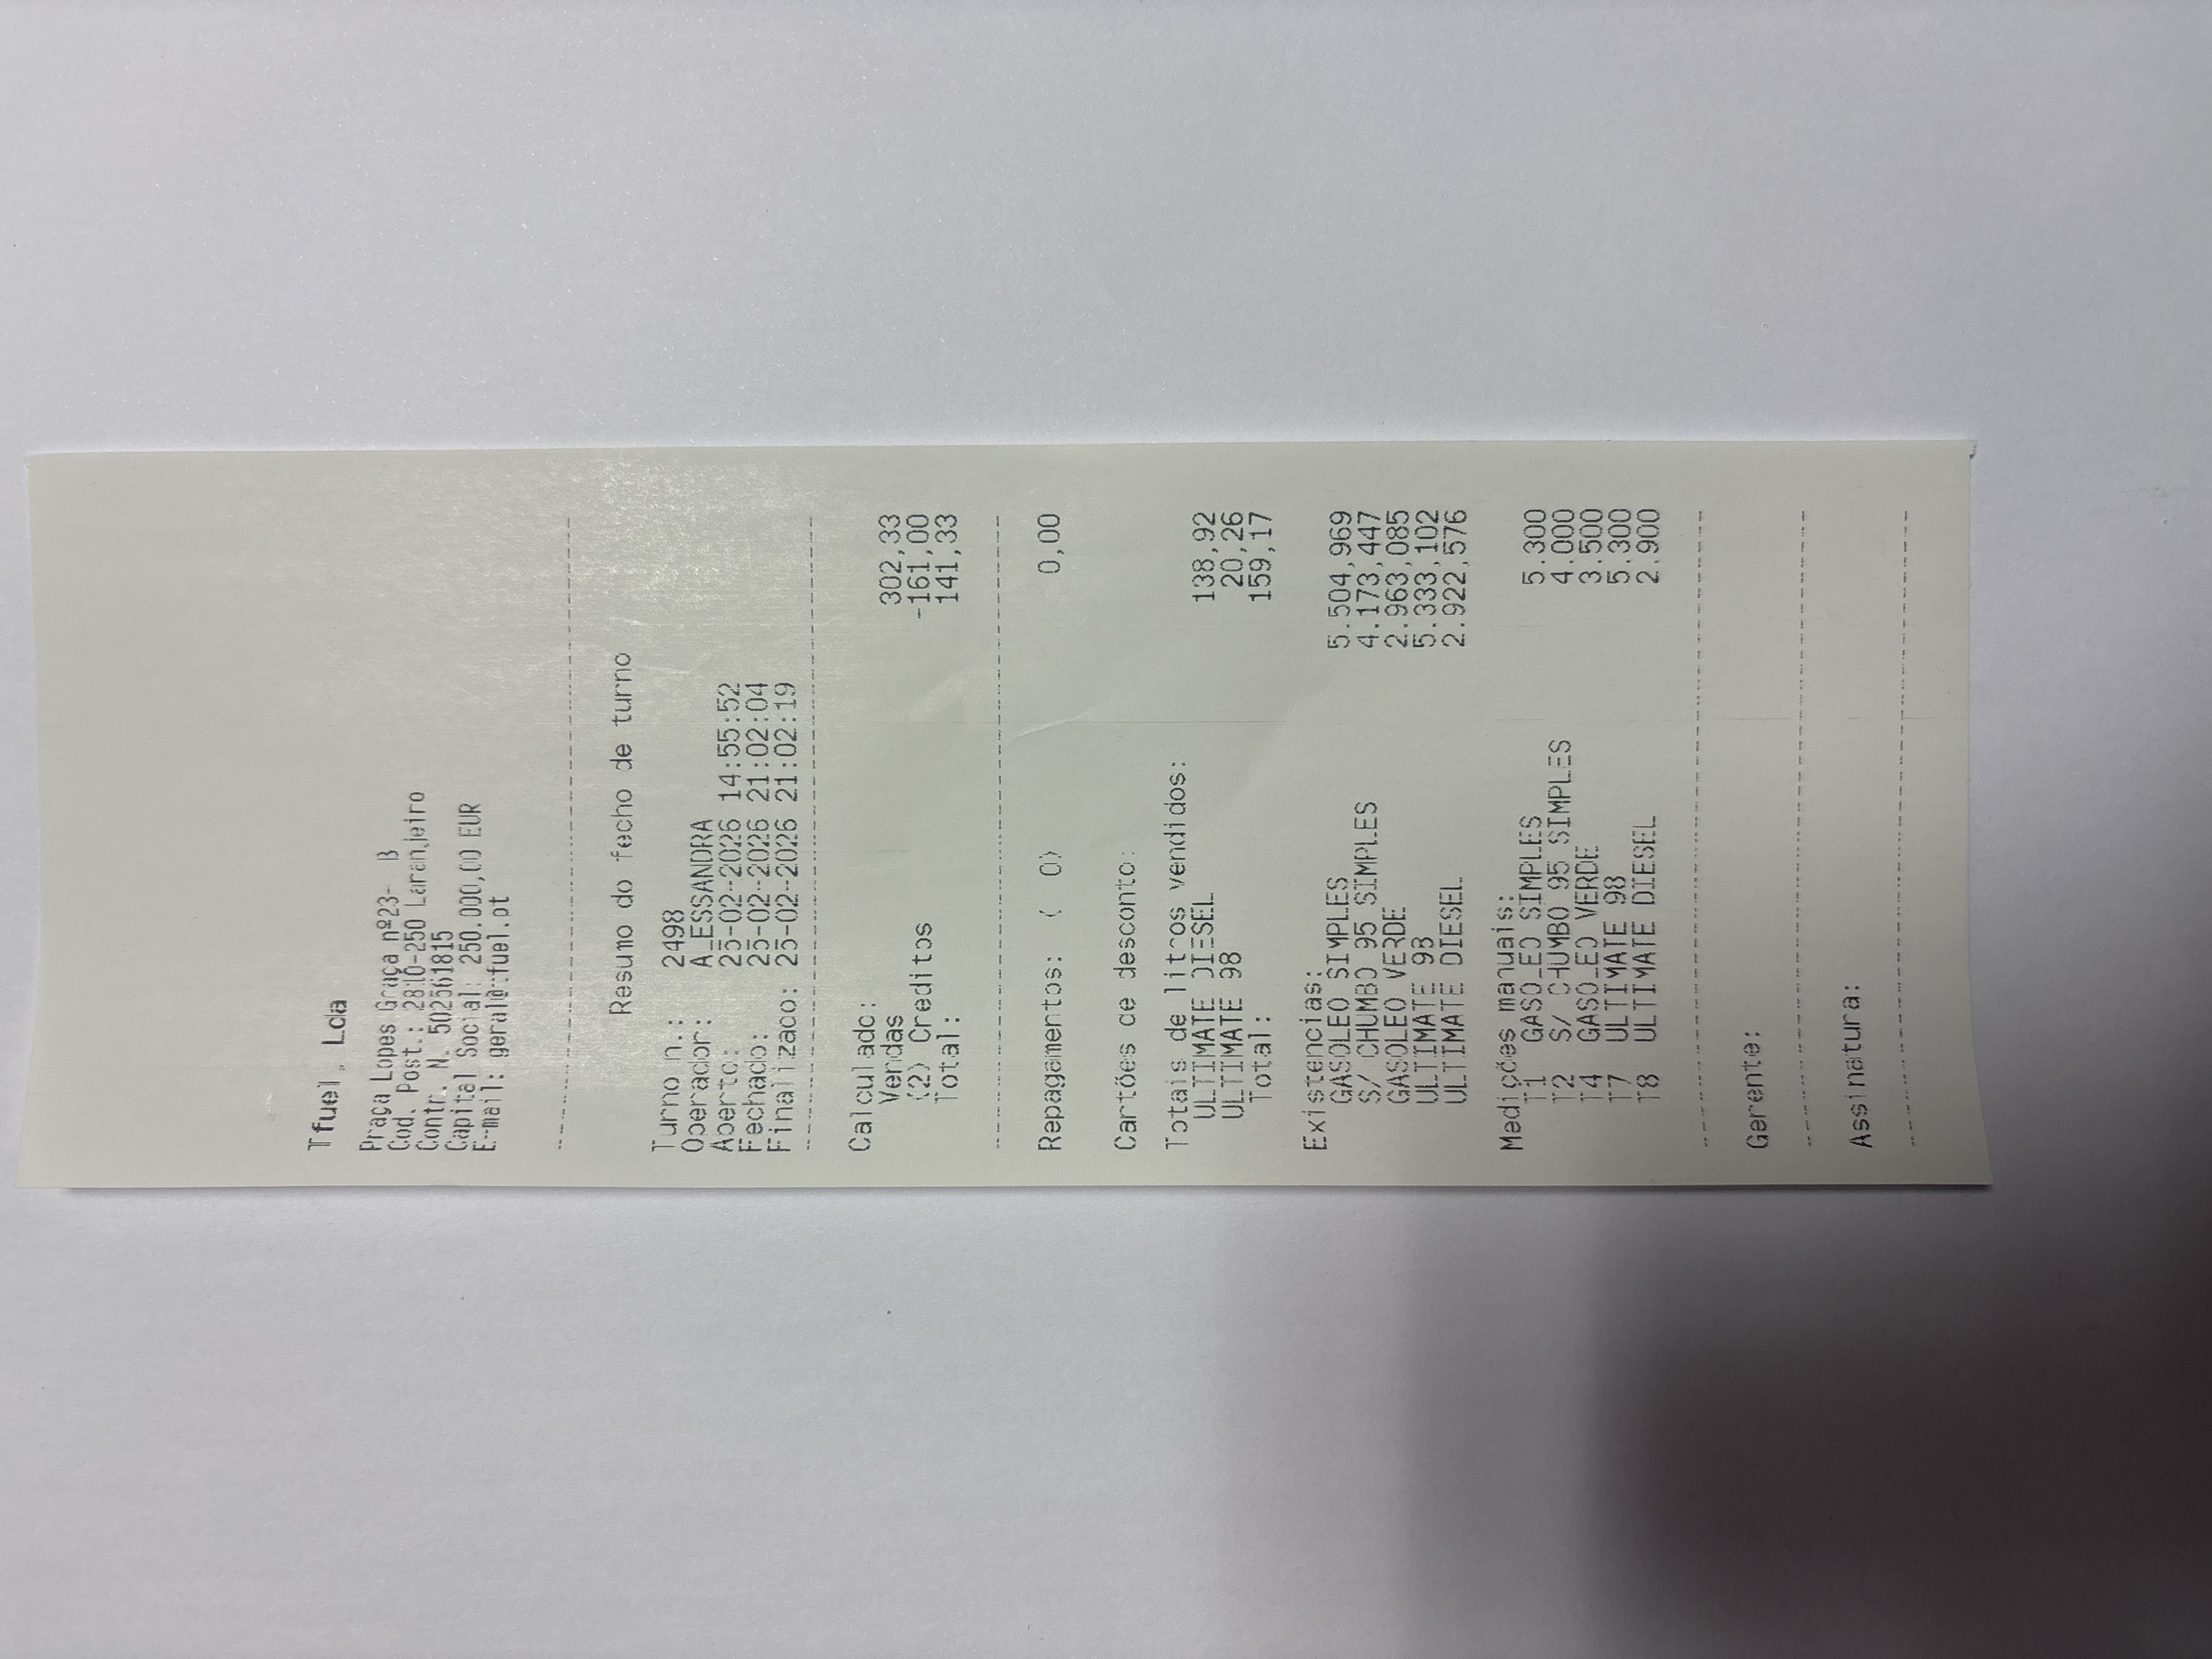 Tfuel, Lda
Praça Lopes Graça nº23- B
Cod. Post.: 2810-250 Laranjeiro
Contr. N. 502561815
Capital Social: 250.000,00 EUR
E-mail: geral@tfuel.pt
Resumo do fecho de turno
Turno n.: 2498
Operador: ALESSANDRA
Aberto: 25-02-2026 14:55:52
Fechado: 25-02-2026 21:02:04
Finalizado: 25-02-2026 21:02:19
Calculado:
Vendas 302,33
(2) Creditos -161,00
Total: 141,33
Repagamentos: ( 0) 0,00
Cartões de desconto:
Totais de litros vendidos:
ULTIMATE DIESEL 138,92
ULTIMATE 98 20,26
Total: 159,17
Existencias:
GASOLEO SIMPLES 5.504,969
S/ CHUMBO 95 SIMPLES 4.173,447
GASOLEO VERDE 2.963,085
ULTIMATE 98 5.333,102
ULTIMATE DIESEL 2.922,576
Medições manuais:
T1 GASOLEO SIMPLES 5.300
T2 S/ CHUMBO 95 SIMPLES 4.000
T4 GASOLEO VERDE 3.500
T7 ULTIMATE 98 5.300
T8 ULTIMATE DIESEL 2.900
Gerente:
Assinatura: